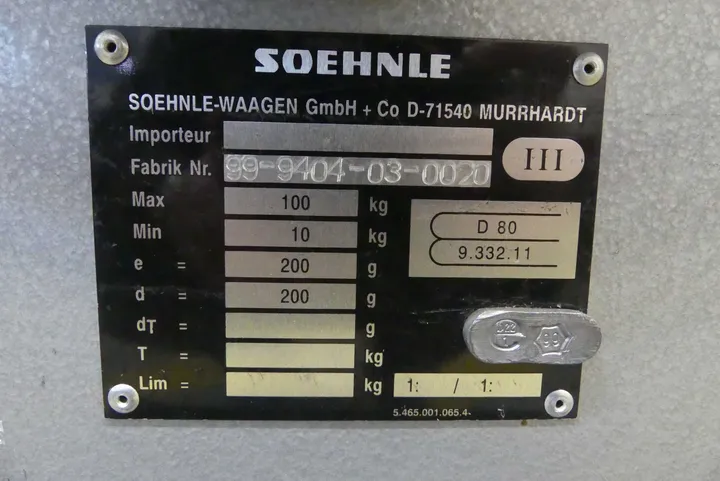 SOEHNLE
SOEHNLE-WAAGEN GmbH + Co D-71540 MURRHARDT
Importeur
Fabrik Nr. 99-9404-03-0020
III
Max 100 kg
Min 10 kg
D 80
9.332.11
e = 200 g
d = 200 g
dT = g
T = kg
Lim = kg 1: / 1:
5.465.001.065.4-